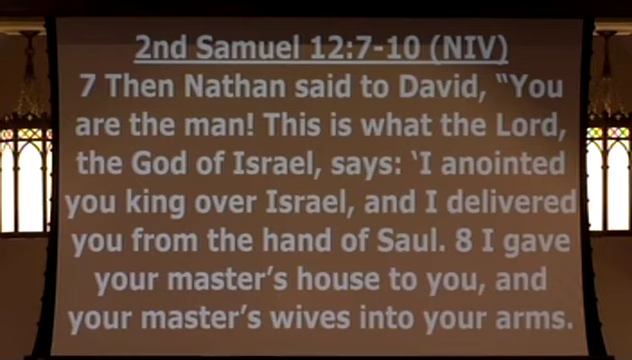 2nd Samuel 12:7-10 (NIV)
7 Then Nathan said to David, “You
are the man! This is what the Lord,
the God of Israel, says: ‘I anointed
you king over Israel, and I delivered
you from the hand of Saul. 8 I gave
your master’s house to you, and
your master’s wives into your arms.